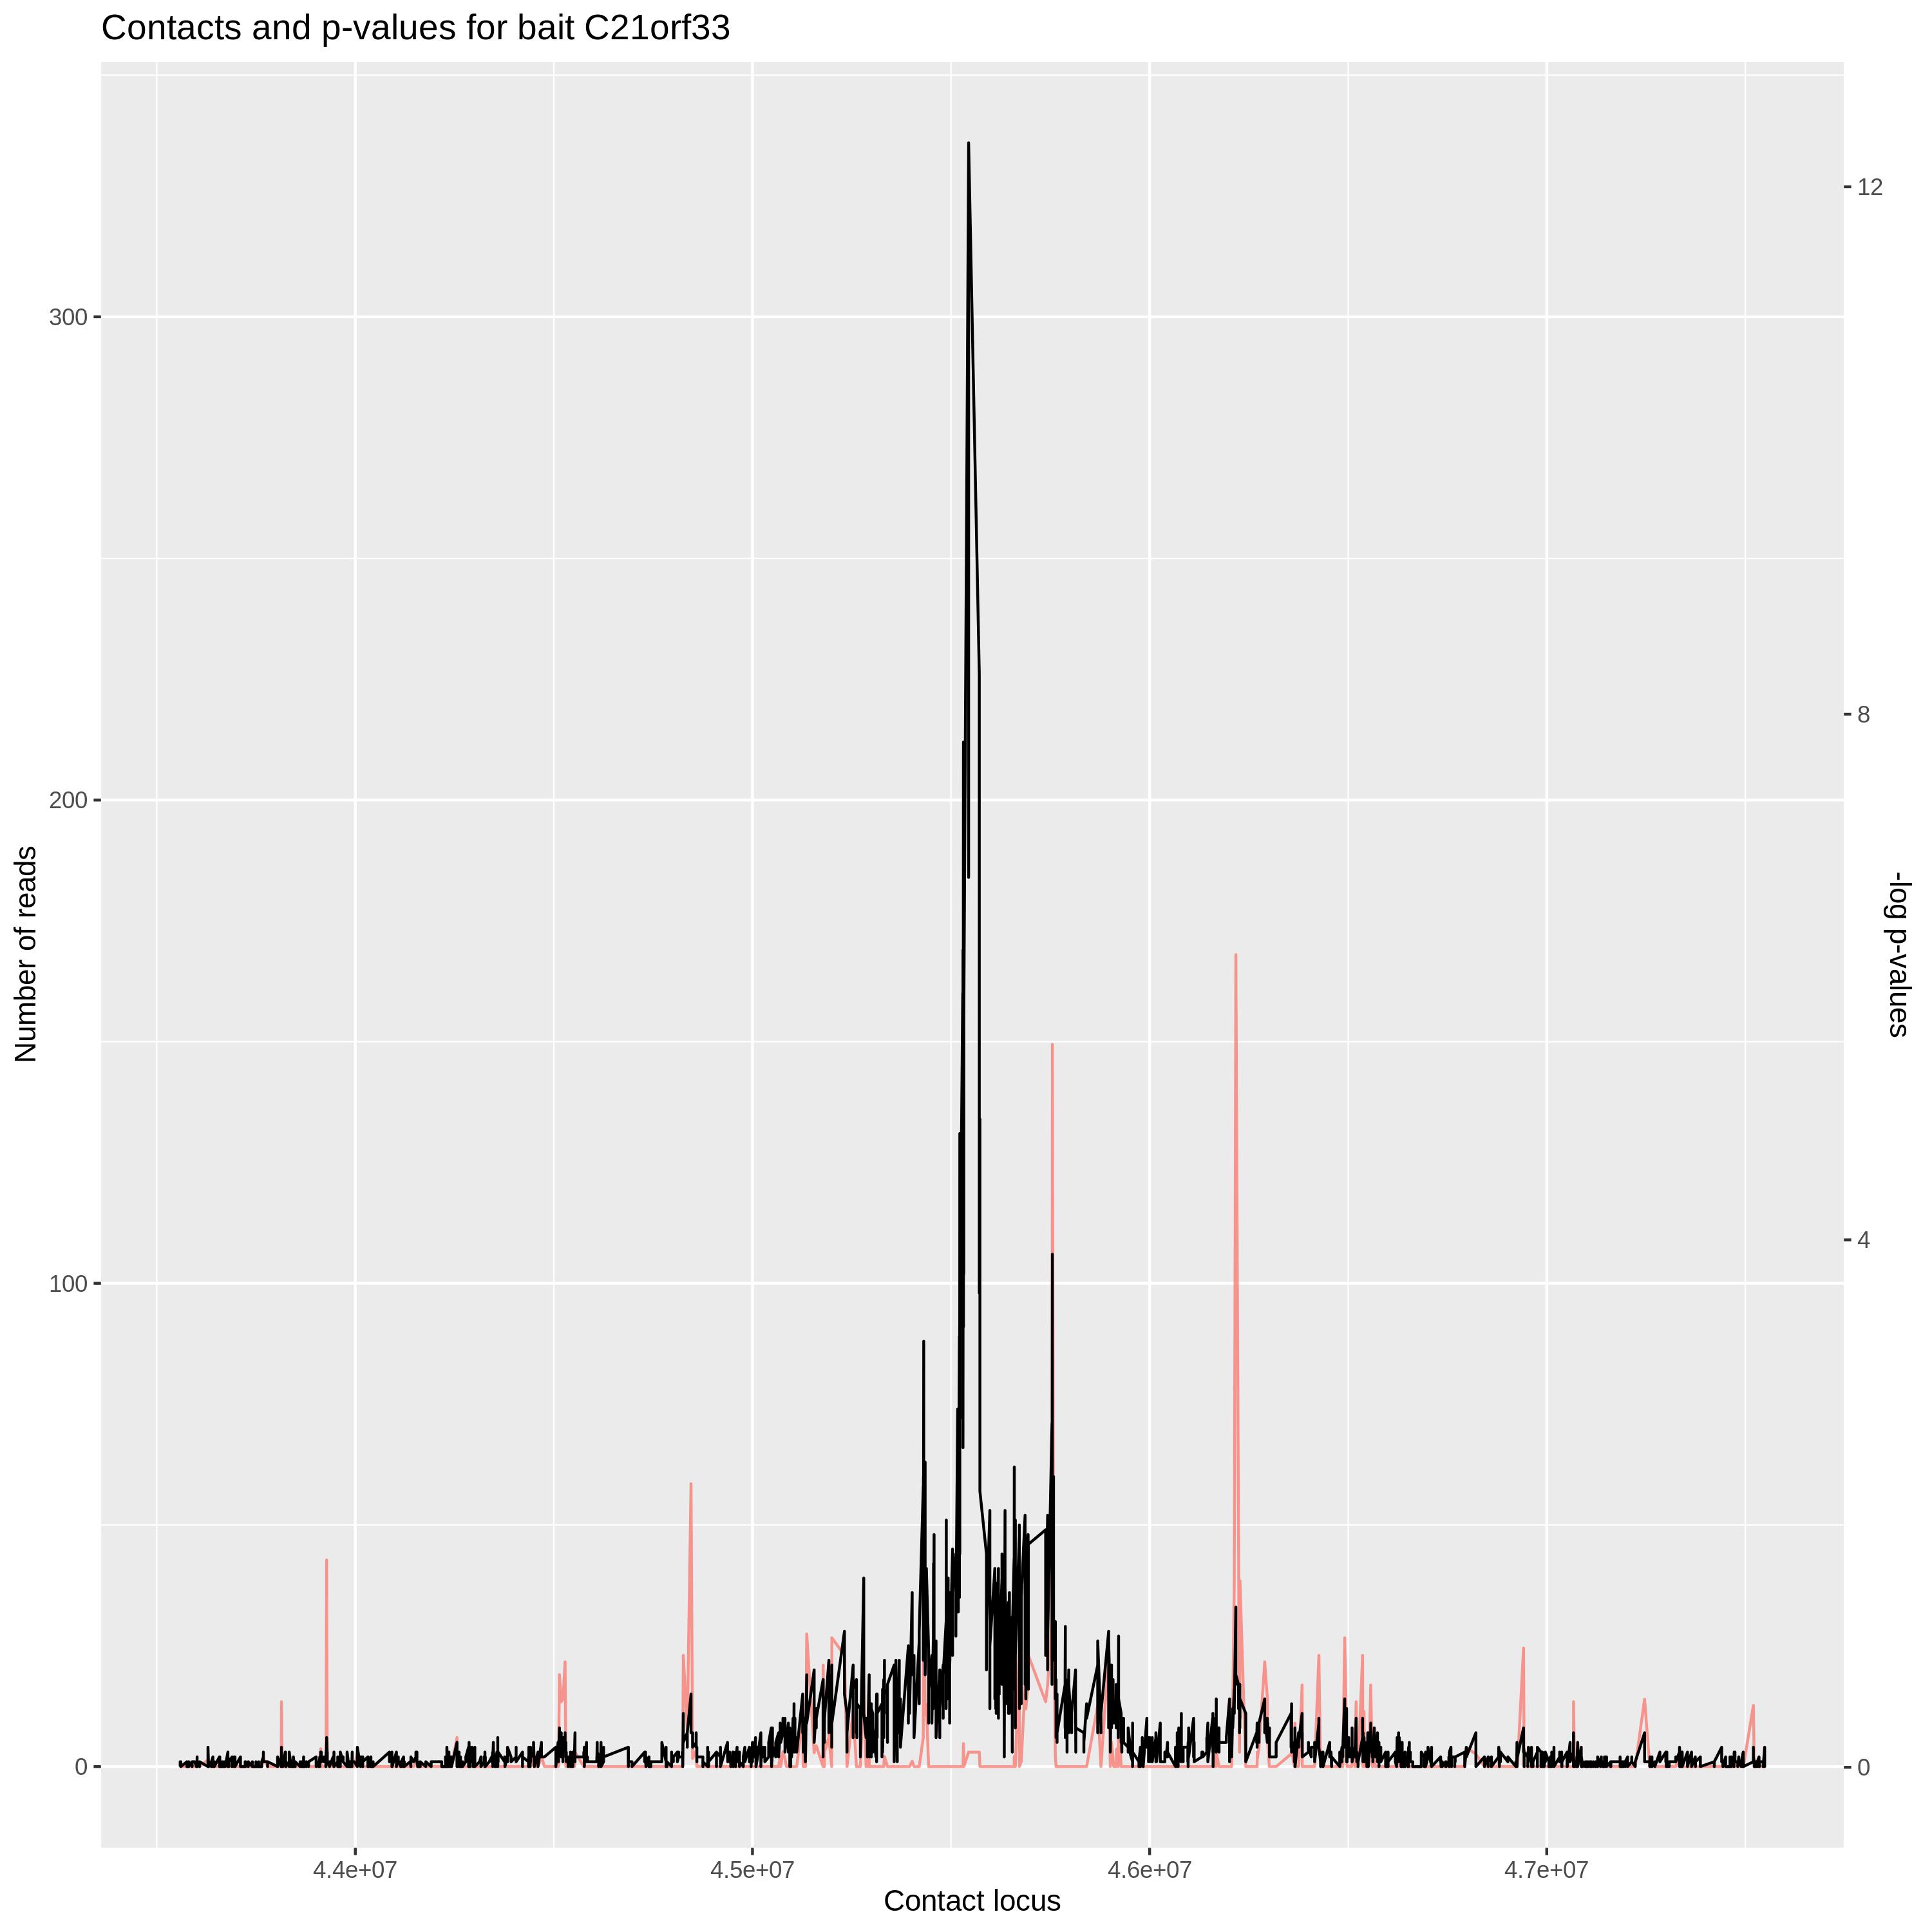 Contacts and p-values for bait C21orf33
12
300
8
200
Number of reads
-log p-values
4
100
0
0
4.4e+07
4.5e+07
4.6e+07
4.7e+07
Contact locus